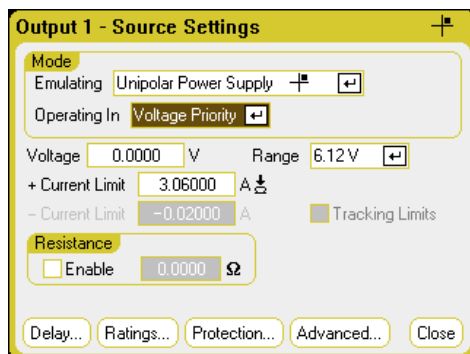 Output 1 - Source Settings
Mode
Emulating Unipolar Power Supply
Operating In Voltage Priority
Voltage 0.0000 V Range 6.12 V
+ Current Limit 3.06000 A
− Current Limit −0.02000 A Tracking Limits
Resistance
Enable 0.0000 Ω
Delay... Ratings... Protection... Advanced... Close